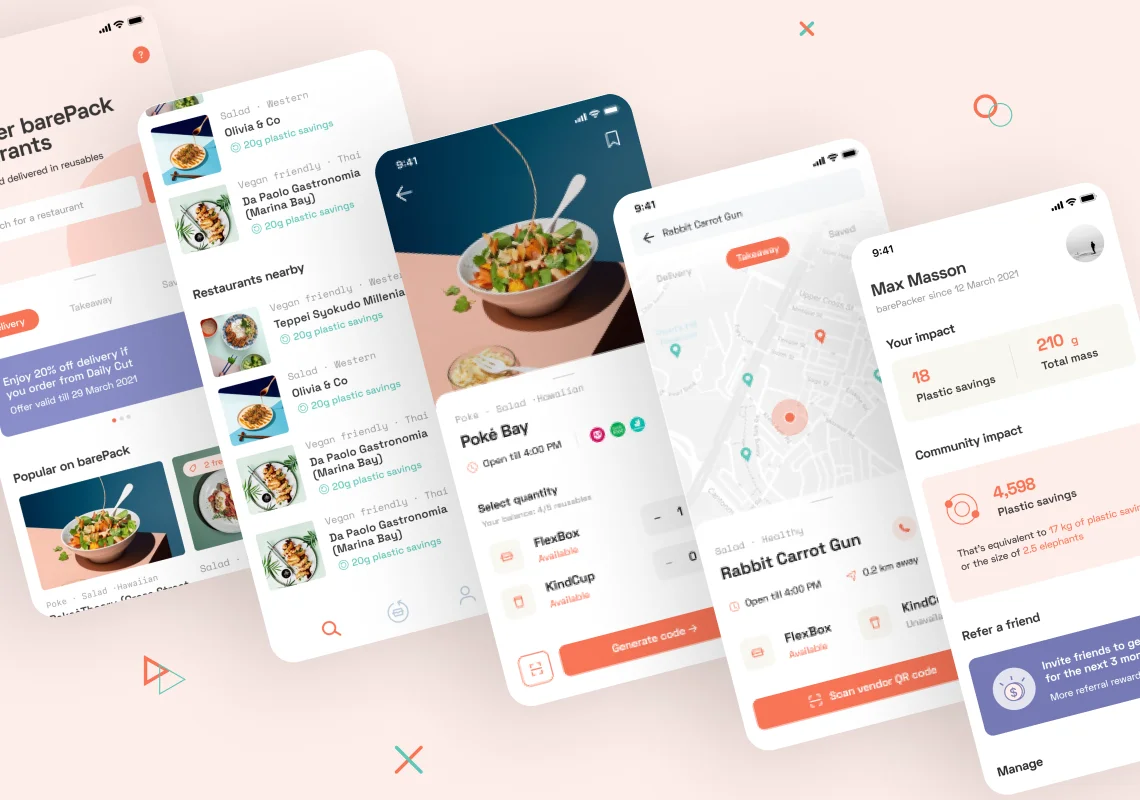 ?
er barePack
rants
d delivered in reusables
ch for a restaurant
livery
Takeaway
Sav
Enjoy 20% off delivery if
you order from Daily Cut
Offer valid till 29 March 2021
Popular on barePack
2 fre
Poke · Salad ·Hawaiian
Salad ·
Salad · Western
Olivia & Co
20g plastic savings
Vegan friendly · Thai
Da Paolo Gastronomia
(Marina Bay)
20g plastic savings
Restaurants nearby
Vegan friendly · Wester
Teppei Syokudo Millenia
20g plastic savings
Salad · Western
Olivia & Co
20g plastic savings
Vegan friendly · Thai
Da Paolo Gastronomia
(Marina Bay)
20g plastic savings
Vegan friendly · Thai
Da Paolo Gastronomia
(Marina Bay)
20g plastic savings
9:41
Poke · Salad ·Hawaiian
Poké Bay
Open till 4:00 PM
Select quantity
Your balance: 4/5 reusables
FlexBox
Available
− 1
KindCup
Available
− 0
Generate code →
9:41
Rabbit Carrot Gun
Delivery
Takeaway
Saved
Upper Cross St
Salad · Healthy
Rabbit Carrot Gun
Open till 4:00 PM
0.2 km away
FlexBox
Available
KindCu
Unavaila
Scan vendor QR code
9:41
Max Masson
barePacker since 12 March 2021
Your impact
18
Plastic savings
210 g
Total mass
Community impact
4,598
Plastic savings
That's equivalent to 17 kg of plastic savin
or the size of 2.5 elephants
Refer a friend
$
Invite friends to ge
for the next 3 mon
More referral reward
Manage